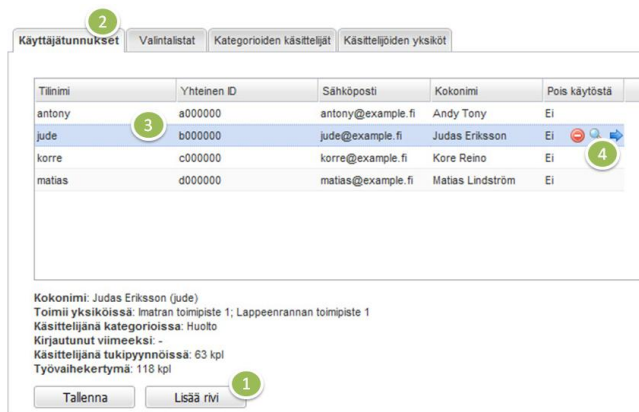 2
Käyttäjätunnukset Valintalistat Kategorioiden käsittelijät Käsittelijöiden yksiköt
Tilinimi Yhteinen ID Sähköposti Kokonimi Pois käytöstä
antony a000000 antony@example.fi Andy Tony Ei
jude 3 b000000 jude@example.fi Judas Eriksson Ei
4
korre c000000 korre@example.fi Kore Reino Ei
matias d000000 matias@example.fi Matias Lindström Ei
Kokonimi: Judas Eriksson (jude)
Toimii yksiköissä: Imatran toimipiste 1; Lappeenrannan toimipiste 1
Käsittelijänä kategorioissa: Huolto
Kirjautunut viimeeksi: -
Käsittelijänä tukipyynnöissä: 63 kpl
Työvaihekertymä: 118 kpl
1
Tallenna Lisää rivi